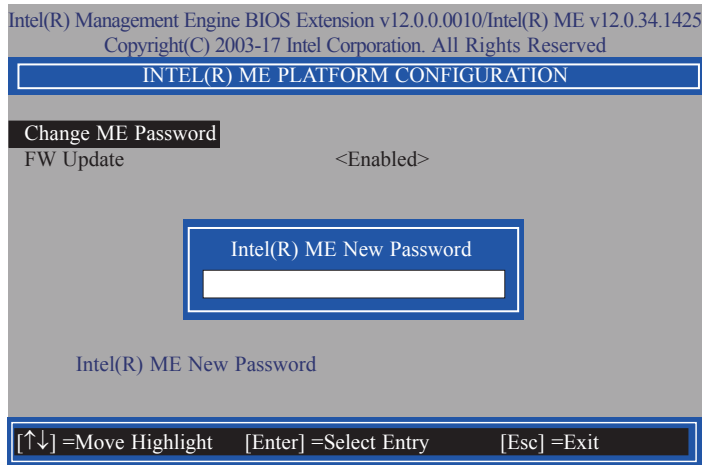 Intel(R) Management Engine BIOS Extension v12.0.0.0010/Intel(R) ME v12.0.34.1425
Copyright(C) 2003-17 Intel Corporation. All Rights Reserved
INTEL(R) ME PLATFORM CONFIGURATION
Change ME Password
FW Update <Enabled>
Intel(R) ME New Password
Intel(R) ME New Password
[↑↓] =Move Highlight [Enter] =Select Entry [Esc] =Exit